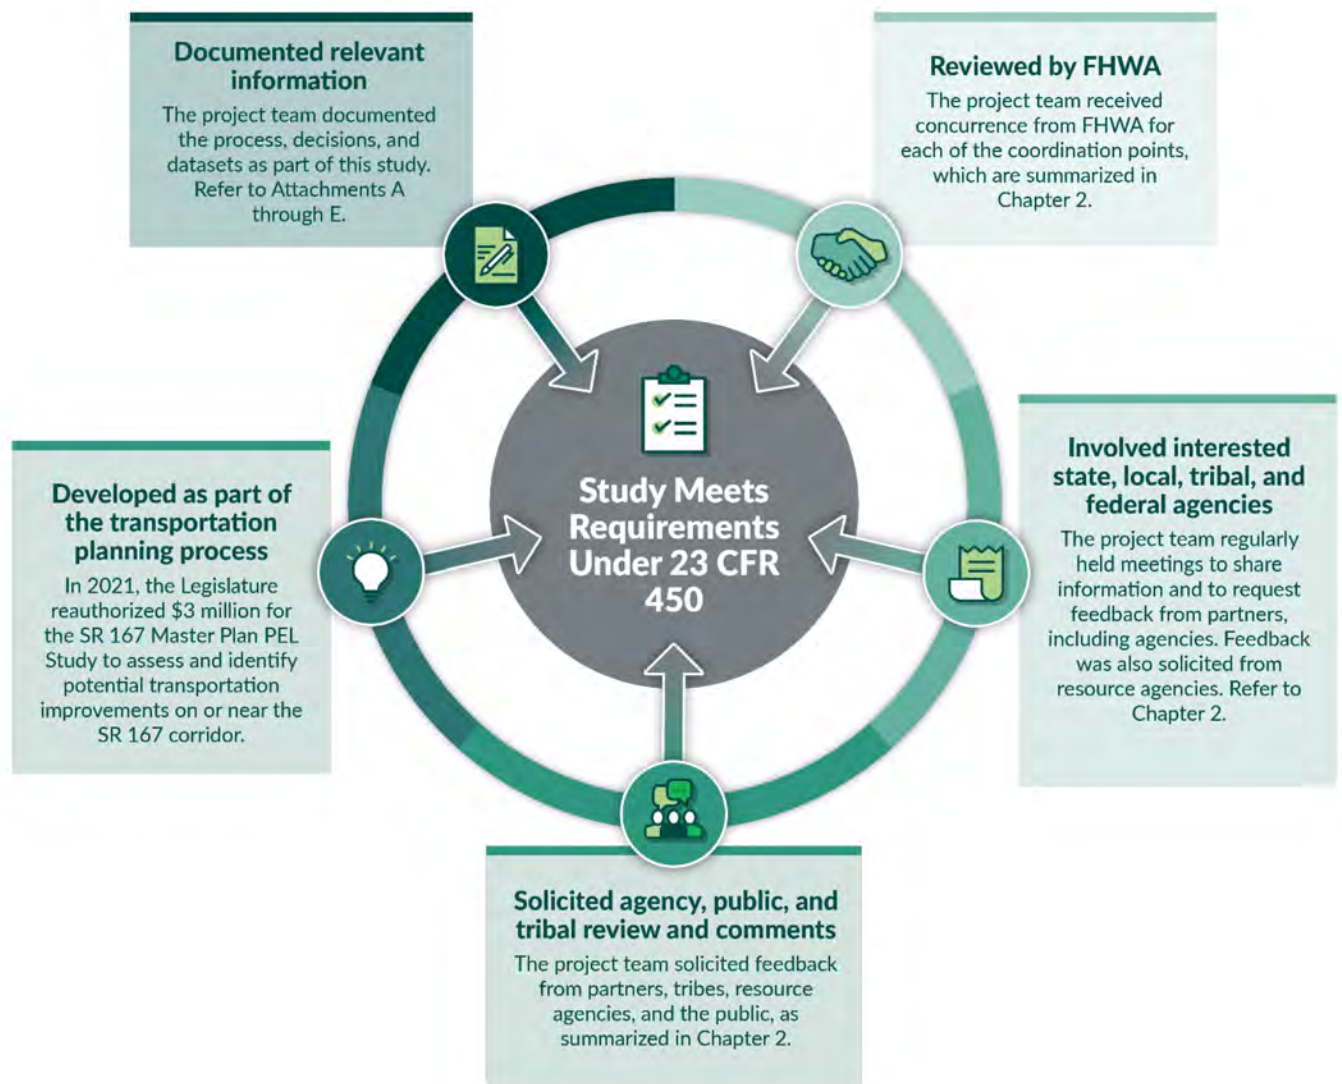 Documented relevant
information
The project team documented
the process, decisions, and
datasets as part of this study.
Refer to Attachments A
through E.
Reviewed by FHWA
The project team received
concurrence from FHWA for
each of the coordination points,
which are summarized in
Chapter 2.
Study Meets
Requirements
Under 23 CFR
450
Developed as part of
the transportation
planning process
In 2021, the Legislature
reauthorized $3 million for
the SR 167 Master Plan PEL
Study to assess and identify
potential transportation
improvements on or near the
SR 167 corridor.
Involved interested
state, local, tribal, and
federal agencies
The project team regularly
held meetings to share
information and to request
feedback from partners,
including agencies. Feedback
was also solicited from
resource agencies. Refer to
Chapter 2.
Solicited agency, public, and
tribal review and comments
The project team solicited feedback
from partners, tribes, resource
agencies, and the public, as
summarized in Chapter 2.